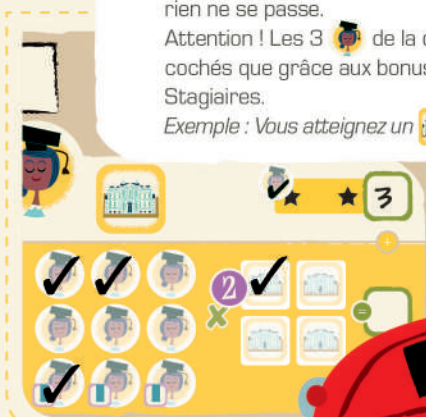 rien ne se passe.
Attention ! Les 3 de la
cochés que grâce aux bonus
Stagiaires.
Exemple : Vous atteignez un
3
+
2
x
=